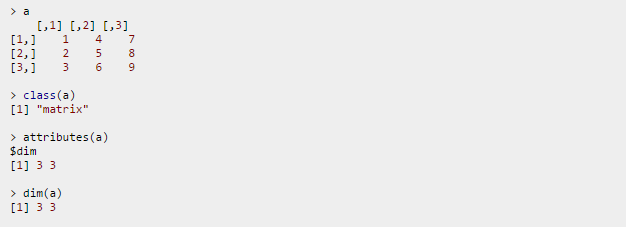 > a
     [,1] [,2] [,3]
[1,]    1    4    7
[2,]    2    5    8
[3,]    3    6    9
> class(a)
[1] "matrix"
> attributes(a)
$dim
[1] 3 3
> dim(a)
[1] 3 3